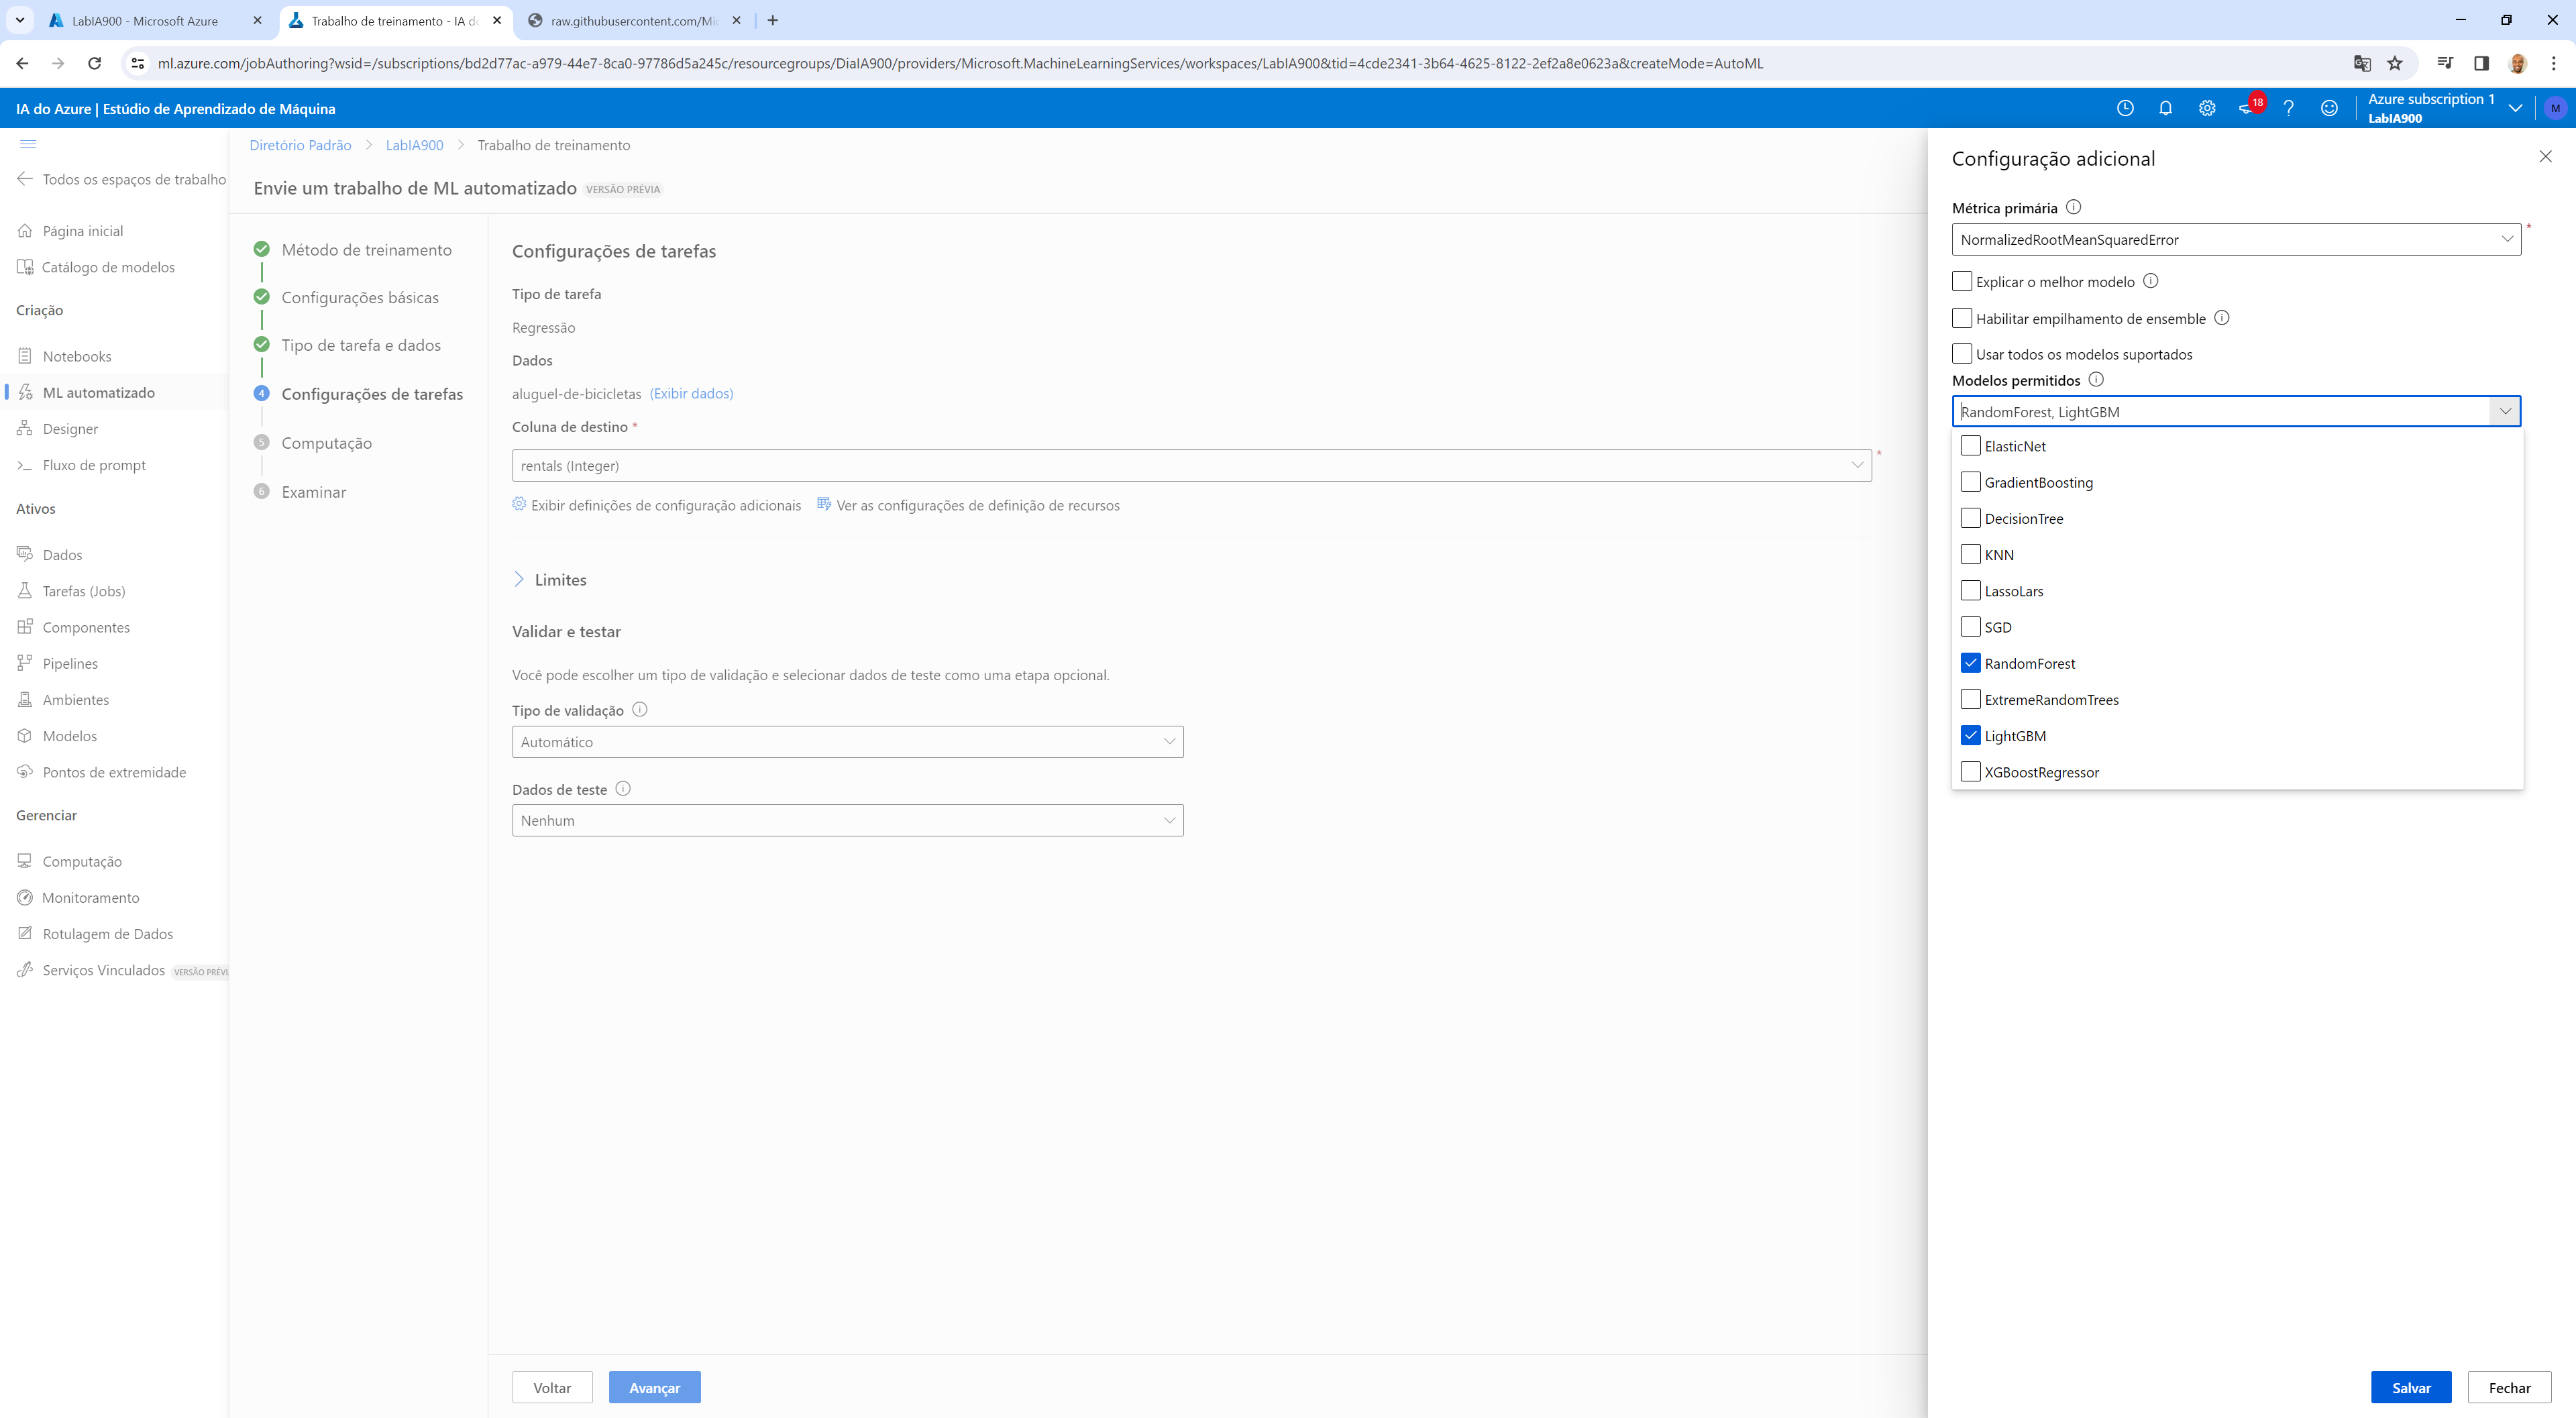 LabIA900 - Microsoft Azure
Trabalho de treinamento - IA do
raw.githubusercontent.com/Mic
ml.azure.com/jobAuthoring?wsid=/subscriptions/bd2d77ac-a979-44e7-8ca0-97786d5a245c/resourcegroups/DiaIA900/providers/Microsoft.MachineLearningServices/workspaces/LabIA900&tid=4cde2341-3b64-4625-8122-2ef2a8e0623a&createMode=AutoML
IA do Azure | Estúdio de Aprendizado de Máquina
18
Azure subscription 1
LabIA900
M
Todos os espaços de trabalho
Página inicial
Catálogo de modelos
Criação
Notebooks
ML automatizado
Designer
Fluxo de prompt
Ativos
Dados
Tarefas (Jobs)
Componentes
Pipelines
Ambientes
Modelos
Pontos de extremidade
Gerenciar
Computação
Monitoramento
Rotulagem de Dados
Serviços Vinculados VERSÃO PRÉVI
Diretório Padrão > LabIA900 > Trabalho de treinamento
Envie um trabalho de ML automatizado VERSÃO PRÉVIA
Método de treinamento
Configurações básicas
Tipo de tarefa e dados
4 Configurações de tarefas
5 Computação
6 Examinar
Configurações de tarefas
Tipo de tarefa
Regressão
Dados
aluguel-de-bicicletas (Exibir dados)
Coluna de destino *
rentals (Integer) *
Exibir definições de configuração adicionais Ver as configurações de definição de recursos
Limites
Validar e testar
Você pode escolher um tipo de validação e selecionar dados de teste como uma etapa opcional.
Tipo de validação
Automático
Dados de teste
Nenhum
Voltar
Avançar
Configuração adicional
Métrica primária
NormalizedRootMeanSquaredError *
Explicar o melhor modelo
Habilitar empilhamento de ensemble
Usar todos os modelos suportados
Modelos permitidos
RandomForest, LightGBM
ElasticNet
GradientBoosting
DecisionTree
KNN
LassoLars
SGD
RandomForest
ExtremeRandomTrees
LightGBM
XGBoostRegressor
Salvar
Fechar